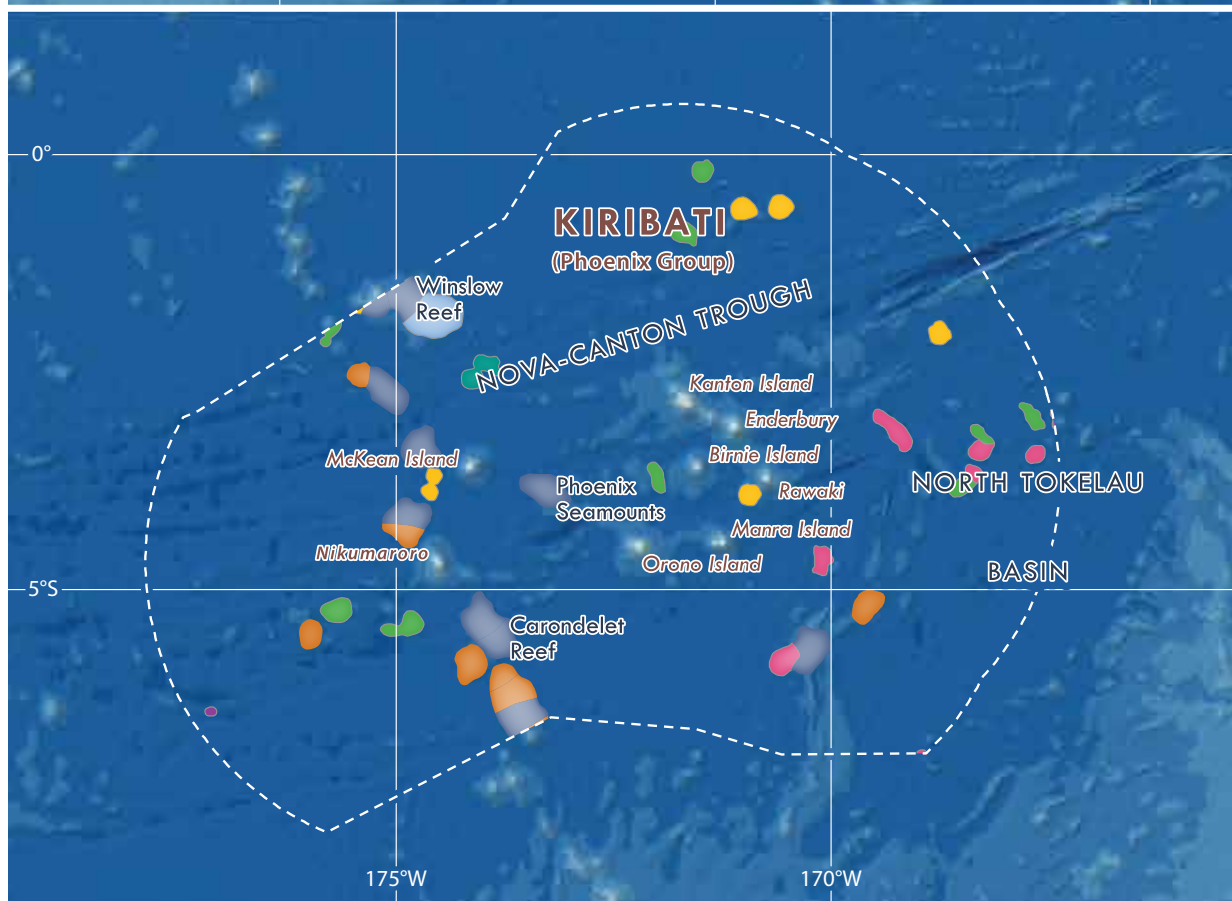 0°
KIRIBATI
(Phoenix Group)
Winslow
Reef
NOVA-CANTON TROUGH
Kanton Island
Enderbury
McKean Island
Birnie Island
Phoenix
Seamounts
Rawaki
NORTH TOKELAU
Manra Island
Nikumaroro
Orono Island
BASIN
5°S
Carondelet
Reef
175°W
170°W